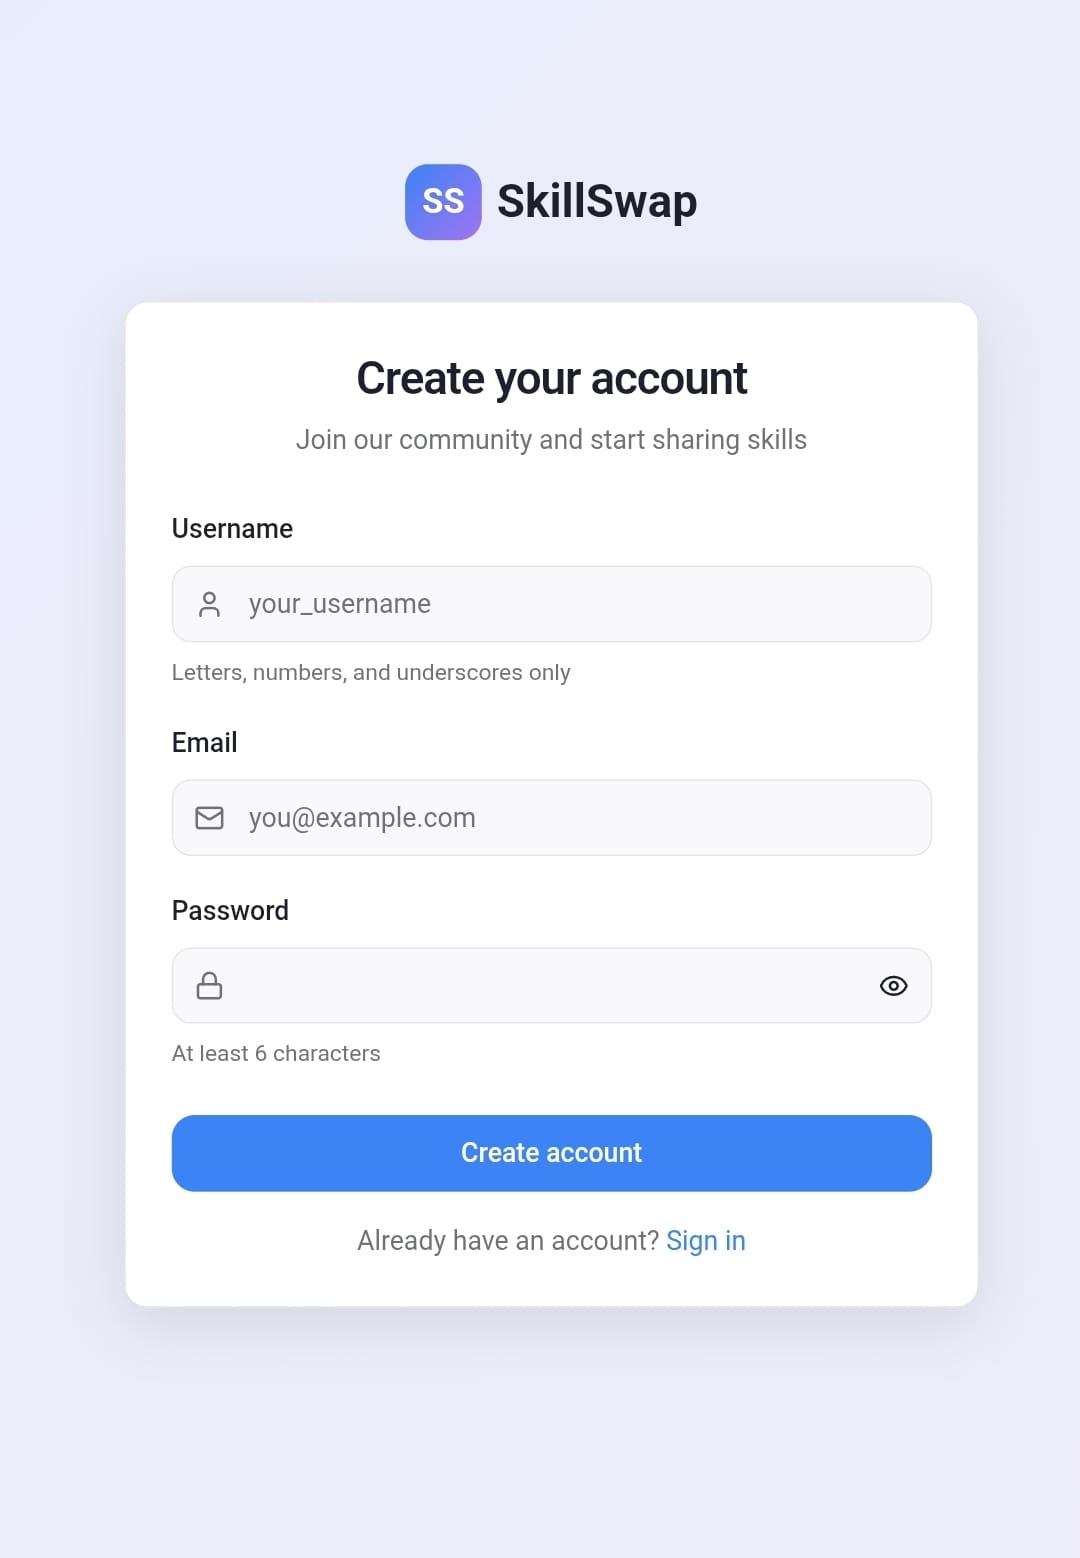 SS SkillSwap
Create your account
Join our community and start sharing skills
Username
your_username
Letters, numbers, and underscores only
Email
you@example.com
Password
At least 6 characters
Create account
Already have an account? Sign in